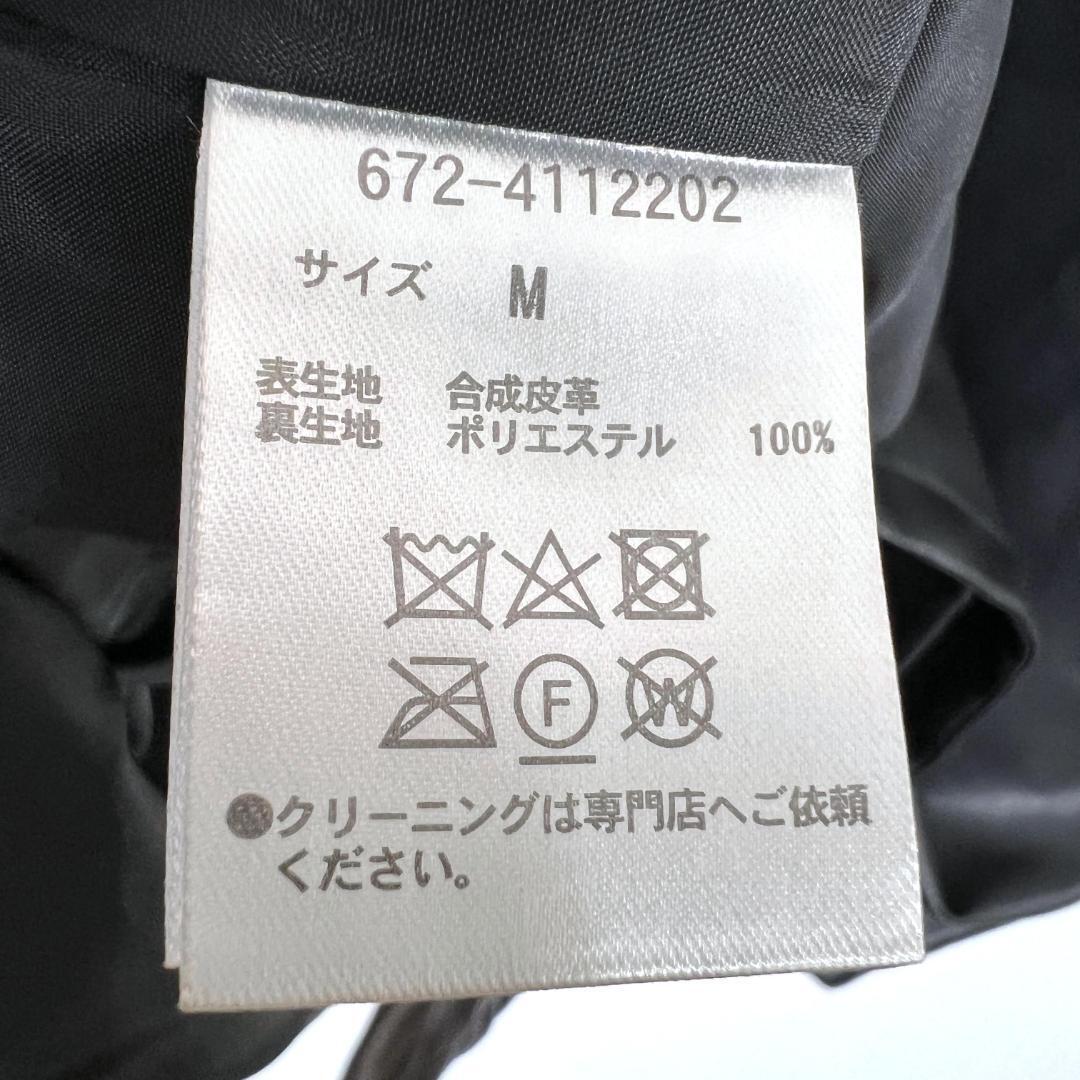 672-4112202
サイズ M
表生地 合成皮革
裏生地 ポリエステル 100%
F
W
●クリーニングは専門店へご依頼
ください。